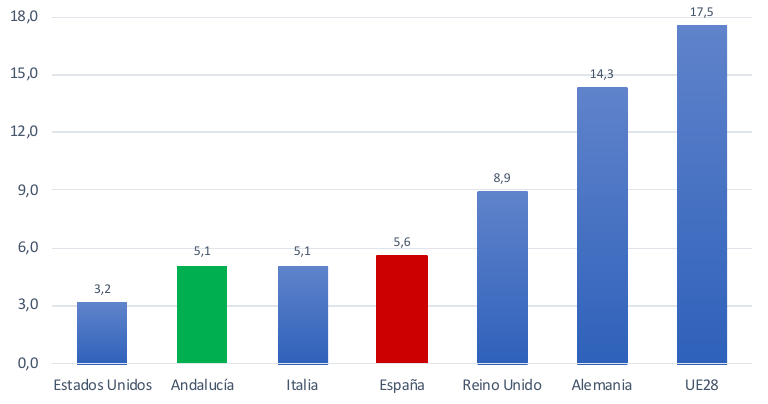 18,0
15,0
12,0
9,0
6,0
3,0
0,0
3,2
5,1
5,1
5,6
8,9
14,3
17,5
Estados Unidos
Andalucía
Italia
España
Reino Unido
Alemania
UE28